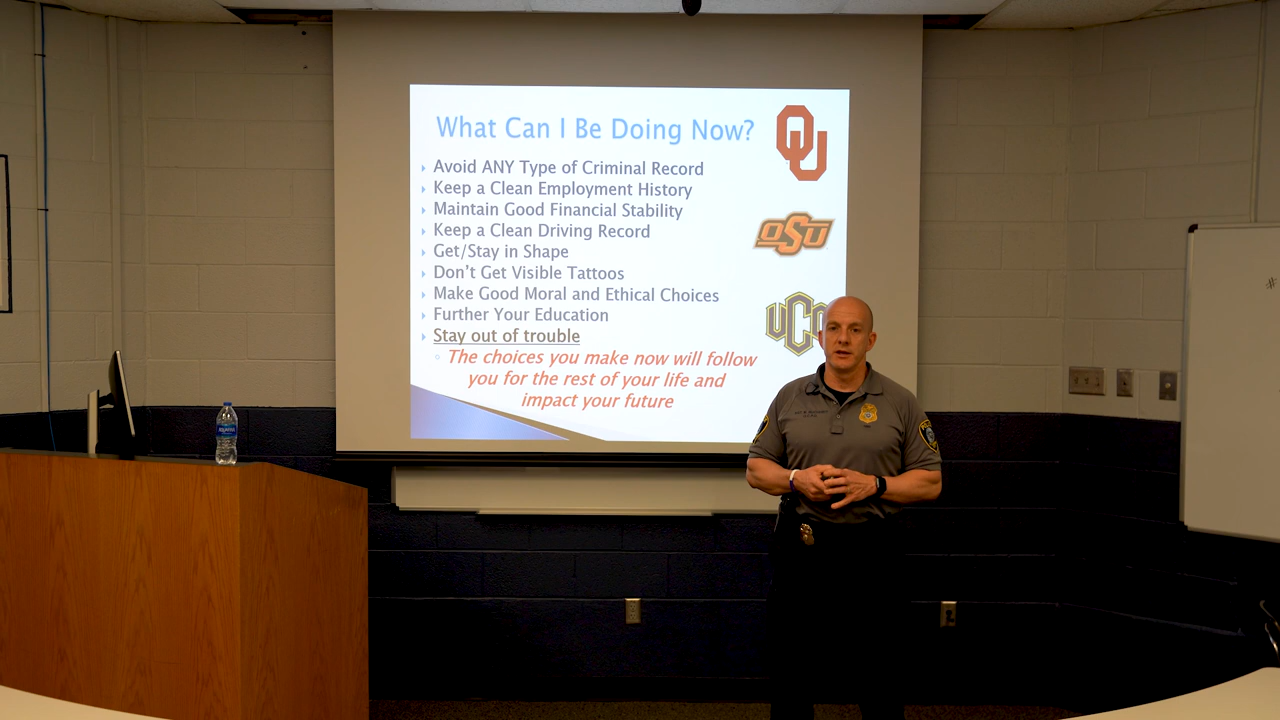 What Can I Be Doing Now?
Avoid ANY Type of Criminal Record
Keep a Clean Employment History
Maintain Good Financial Stability
Keep a Clean Driving Record
Get/Stay in Shape
Don't Get Visible Tattoos
Make Good Moral and Ethical Choices
Further Your Education
Stay out of trouble
The choices you make now will follow
you for the rest of your life and
impact your future
OU
OSU